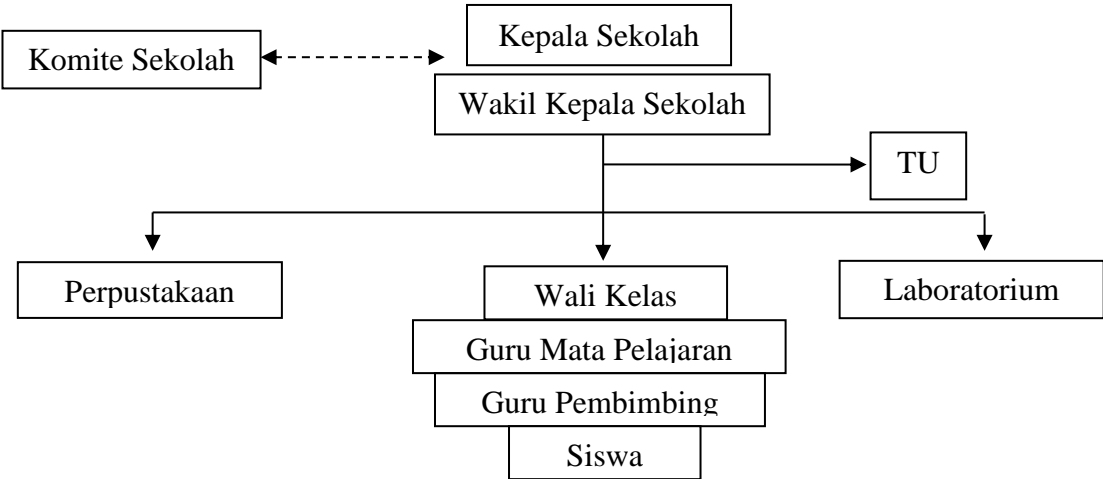 Kepala Sekolah
Komite Sekolah
Wakil Kepala Sekolah
TU
Perpustakaan
Wali Kelas
Laboratorium
Guru Mata Pelajaran
Guru Pembimbing
Siswa